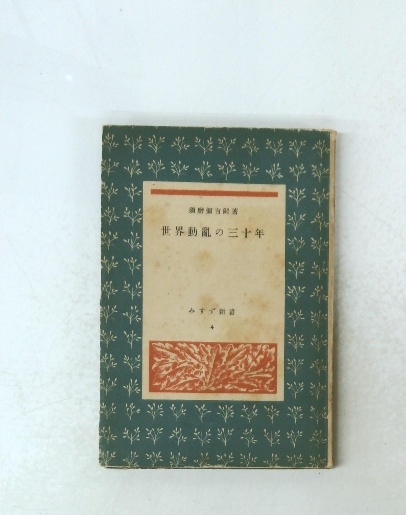 須磨彌吉郎著
世界動亂の三十年
みすず新書
4